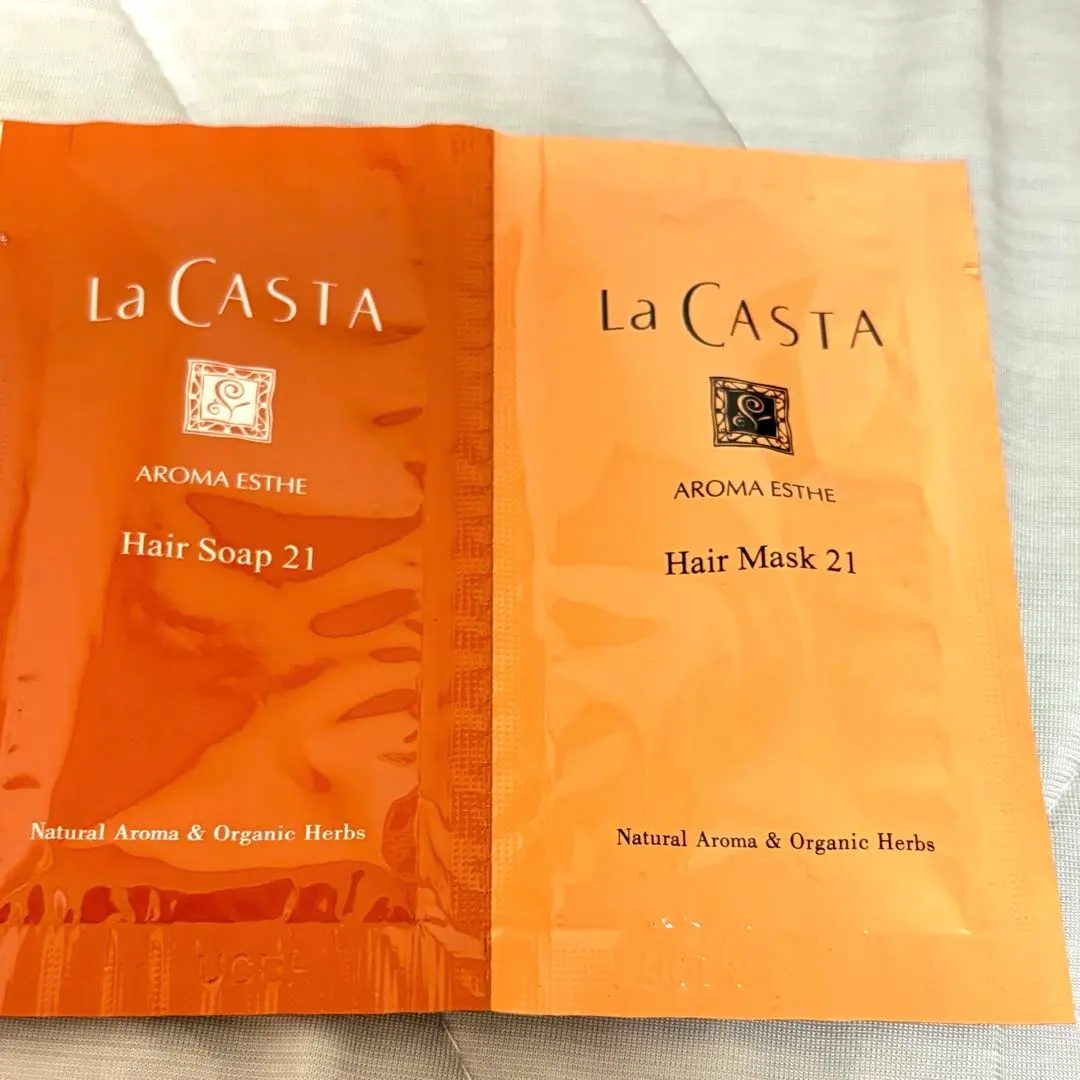 La CASTA
AROMA ESTHE
Hair Soap 21
Natural Aroma & Organic Herbs
La CASTA
AROMA ESTHE
Hair Mask 21
Natural Aroma & Organic Herbs